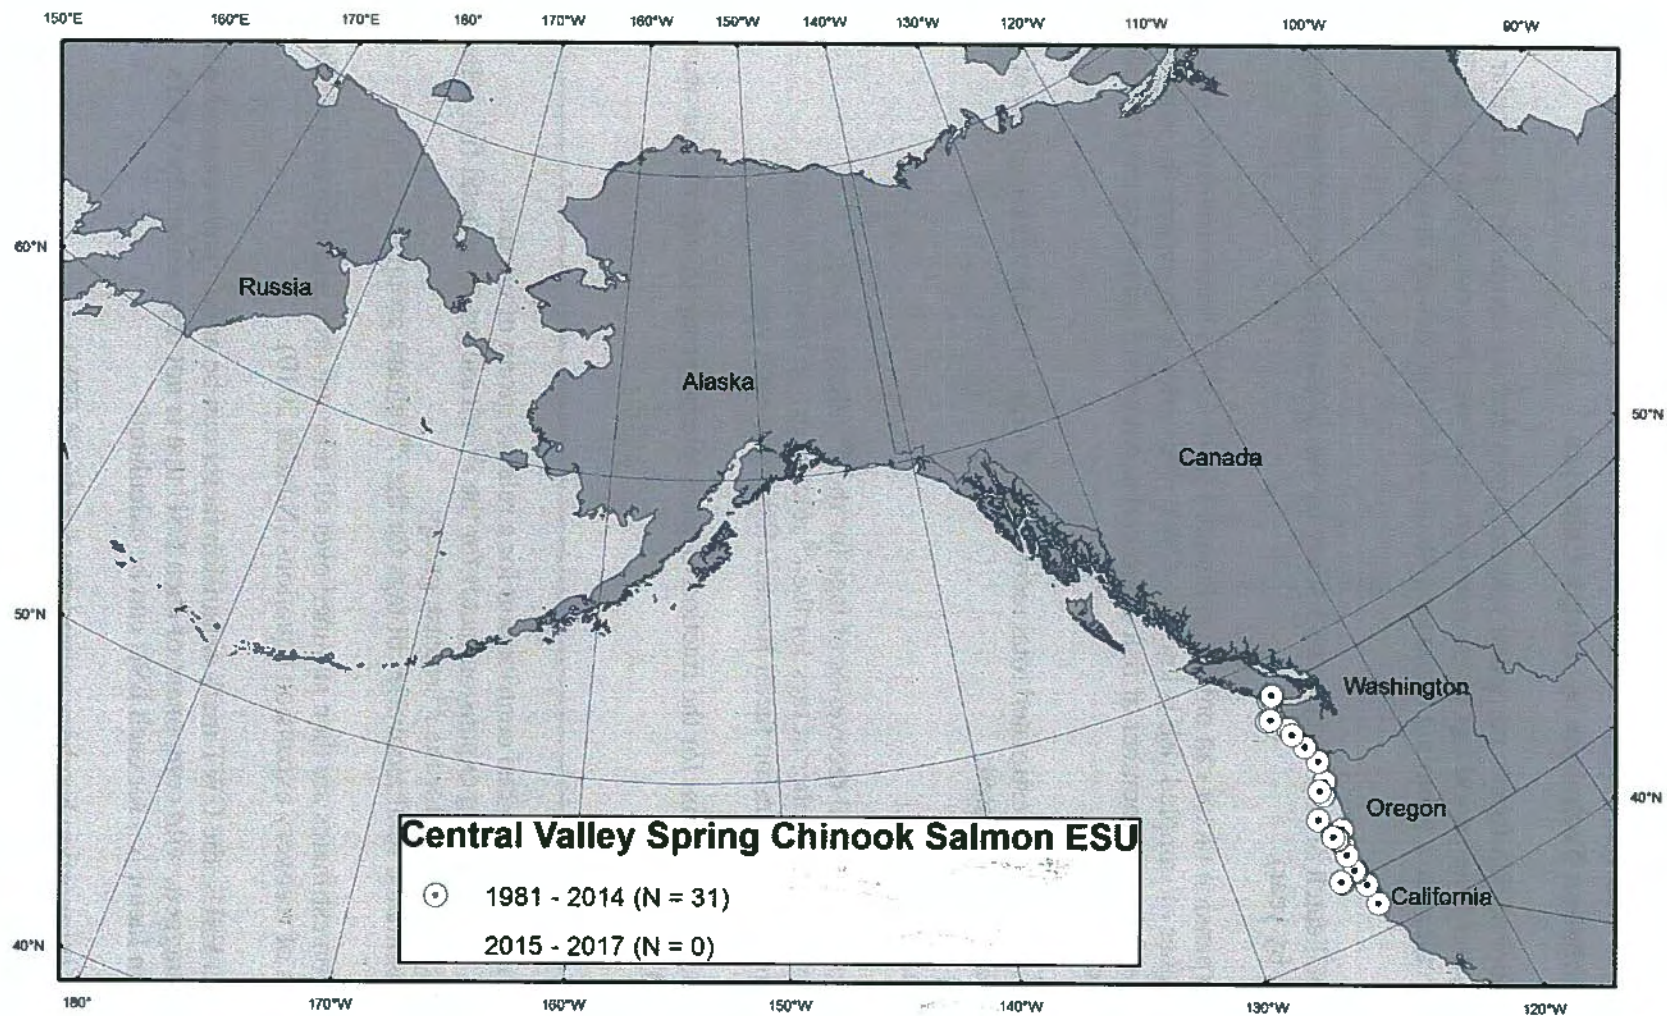 150°E 170°E 180° 170°W 160°W 150°W 140°W 130°W 120°W 110°W 100°W 90°W
60°N
Russia
Alaska
50°N
Canada
50°N
Washington
40°N
Oregon
Central Valley Spring Chinook Salmon ESU
California
1981 - 2014 (N = 31)
2015 - 2017 (N = 0)
40°N
180° 170°W 160°W 150°W 140°W 130°W 120°W